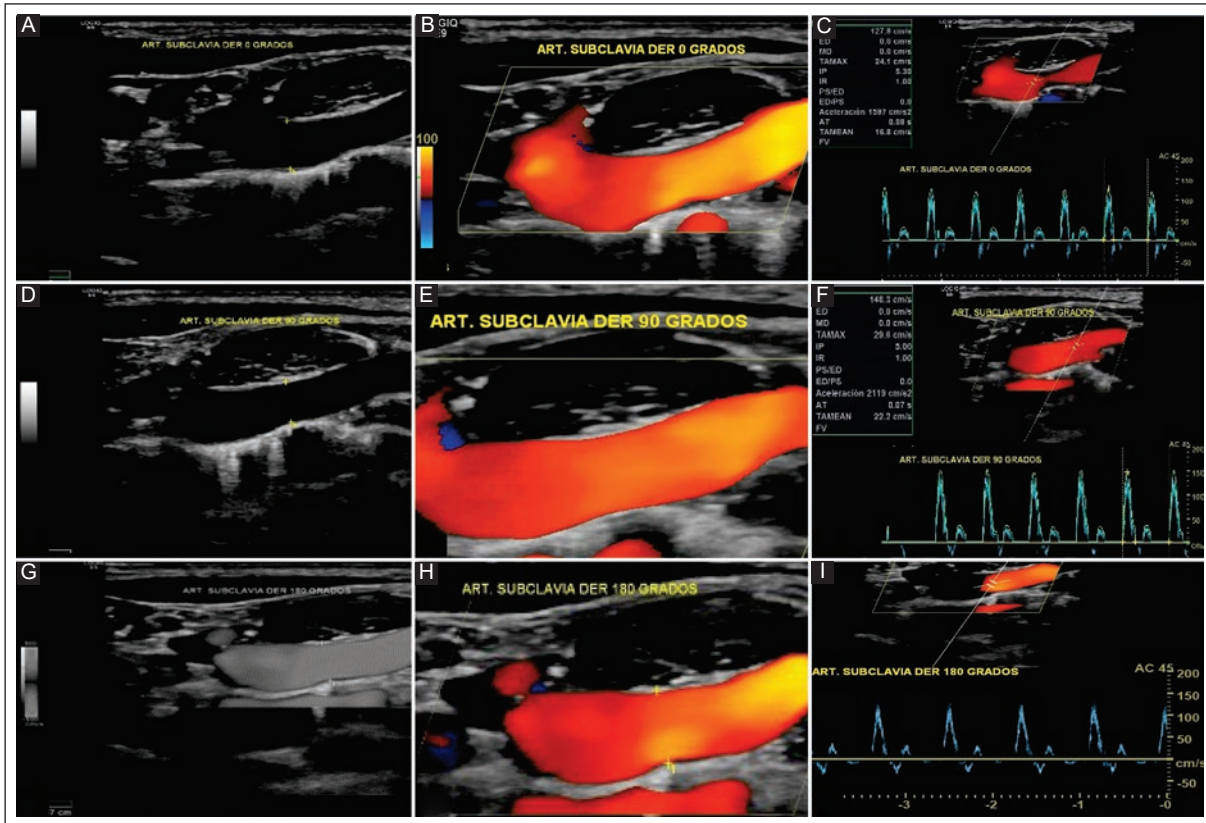 A
ART. SUBCLAVIA DER 0 GRADOS
B
ART. SUBCLAVIA DER 0 GRADOS
100
C
127.8 cm/s
ED 0.0 cm/s
MD 0.0 cm/s
TAMAX 24.1 cm/s
IP 5.30
IR 1.00
PS/ED
ED/PS 0.0
Aceleración 1597 cm/s2
AT 0.08 s
TAMEAN 16.8 cm/s
FV
AC 45
ART. SUBCLAVIA DER 0 GRADOS
200
150
100
50
cm/s
-50
D
ART. SUBCLAVIA DER 90 GRADOS
E
ART. SUBCLAVIA DER 90 GRADOS
F
148.3 cm/s
ED 0.0 cm/s
MD 0.0 cm/s
TAMAX 29.6 cm/s
IP 5.00
IR 1.00
PS/ED
ED/PS 0.0
Aceleración 2119 cm/s2
AT 0.07 s
TAMEAN 22.2 cm/s
FV
ART. SUBCLAVIA DER 90 GRADOS
AC 45
ART. SUBCLAVIA DER 90 GRADOS
200
150
100
50
cm/s
G
ART. SUBCLAVIA DER 180 GRADOS
7 cm
H
ART. SUBCLAVIA DER 180 GRADOS
I
ART. SUBCLAVIA DER 180 GRADOS
AC 45
200
150
100
50
cm/s
-50
-3 -2 -1 -0